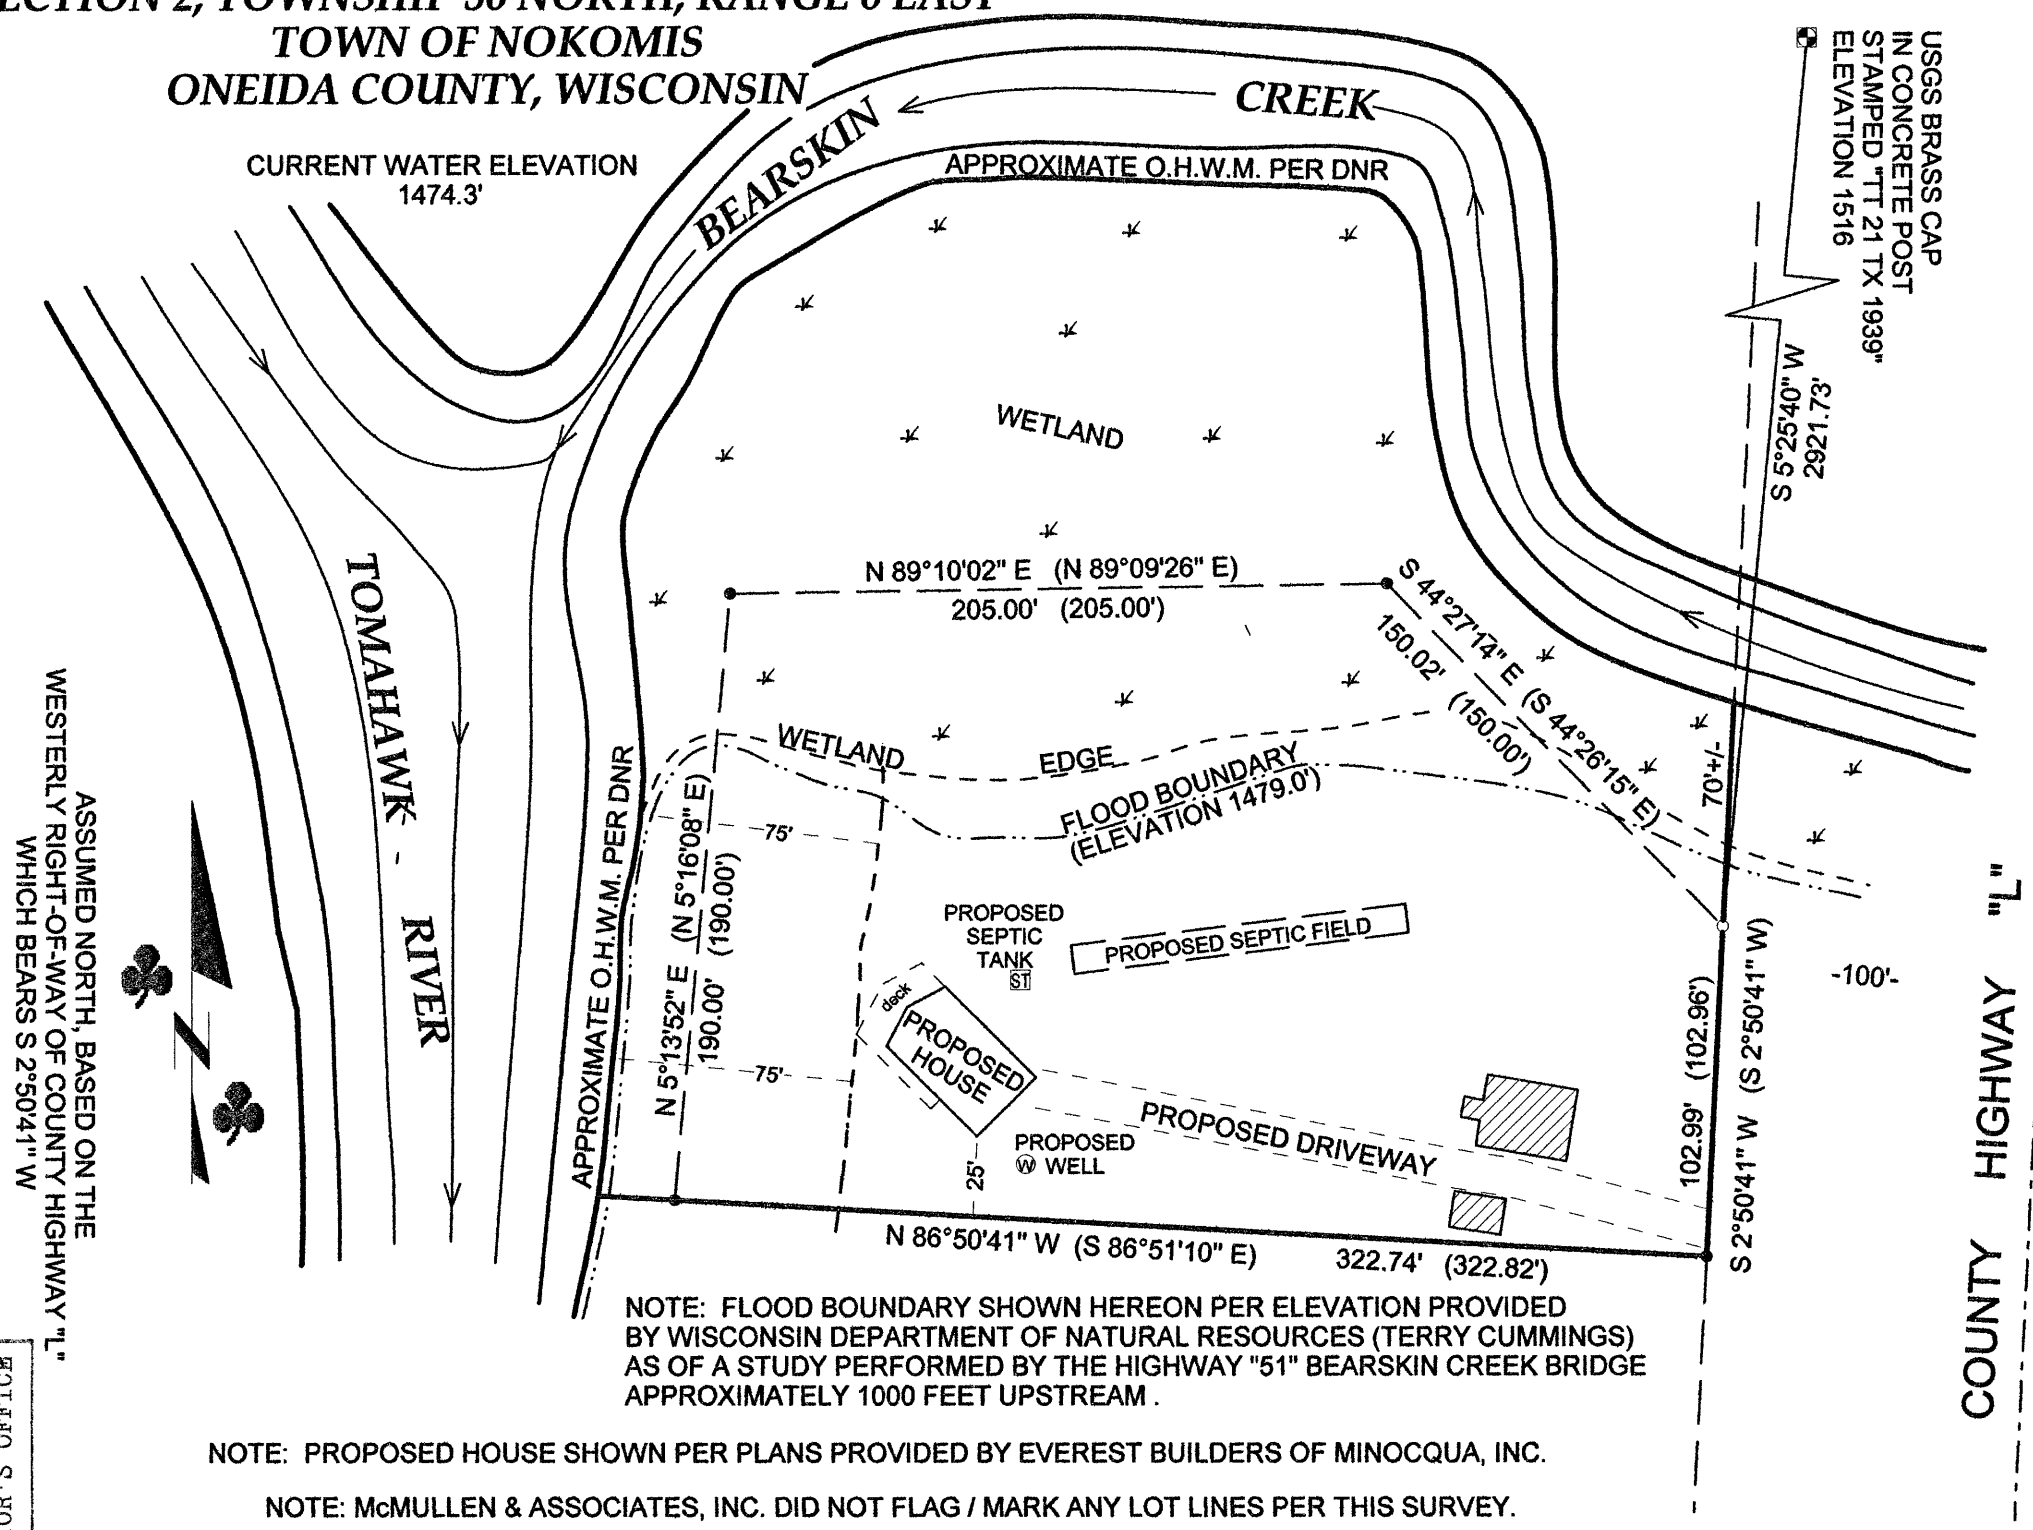 SECTION 2, TOWNSHIP 36 NORTH, RANGE 6 EAST
TOWN OF NOKOMIS
ONEIDA COUNTY, WISCONSIN
CURRENT WATER ELEVATION
1474.3'
BEARSKIN CREEK
APPROXIMATE O.H.W.M. PER DNR
USGS BRASS CAP
IN CONCRETE POST
STAMPED "TT 21 TX 1939"
ELEVATION 1516
S 5°25'40" W
2921.73'
WETLAND
N 89°10'02" E (N 89°09'26" E)
205.00' (205.00')
S 44°27'14" E (S 44°26'15" E)
150.02' (150.00')
TOMAHAWK - RIVER
WETLAND EDGE
FLOOD BOUNDARY
(ELEVATION 1479.0')
70'+/-
75'
APPROXIMATE O.H.W.M. PER DNR
N 5°13'52" E (N 5°16'08" E)
190.00' (190.00')
PROPOSED
SEPTIC
TANK
ST
PROPOSED SEPTIC FIELD
deck
PROPOSED
HOUSE
75'
25'
PROPOSED
W WELL
PROPOSED DRIVEWAY
102.99' (102.96')
S 2°50'41" W (S 2°50'41" W)
-100'-
COUNTY HIGHWAY "L"
N
ASSUMED NORTH, BASED ON THE
WESTERLY RIGHT-OF-WAY OF COUNTY HIGHWAY "L"
WHICH BEARS S 2°50'41" W
N 86°50'41" W (S 86°51'10" E) 322.74' (322.82')
NOTE: FLOOD BOUNDARY SHOWN HEREON PER ELEVATION PROVIDED
BY WISCONSIN DEPARTMENT OF NATURAL RESOURCES (TERRY CUMMINGS)
AS OF A STUDY PERFORMED BY THE HIGHWAY "51" BEARSKIN CREEK BRIDGE
APPROXIMATELY 1000 FEET UPSTREAM .
NOTE: PROPOSED HOUSE SHOWN PER PLANS PROVIDED BY EVEREST BUILDERS OF MINOCQUA, INC.
NOTE: McMULLEN & ASSOCIATES, INC. DID NOT FLAG / MARK ANY LOT LINES PER THIS SURVEY.
OFFICE